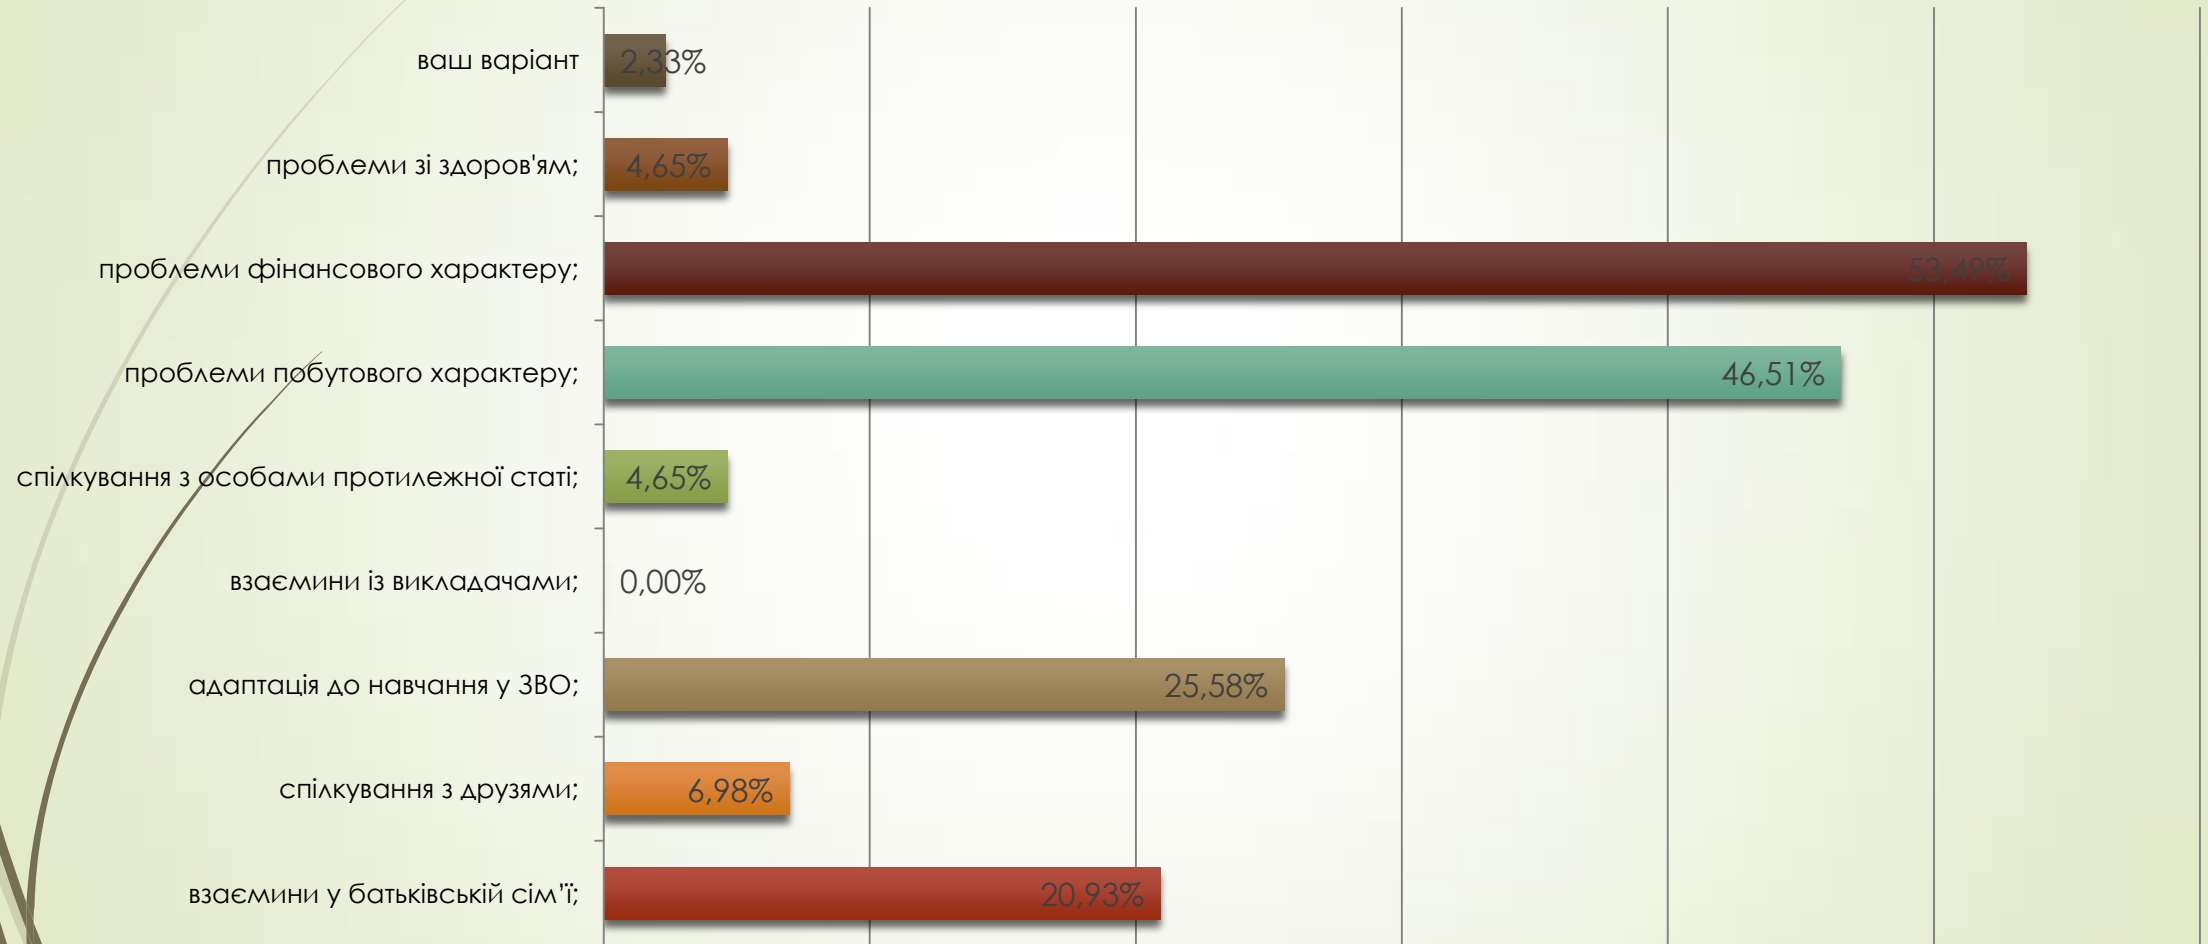 ваш варіант 2,33%
проблеми зі здоров'ям; 4,65%
проблеми фінансового характеру; 53,49%
проблеми побутового характеру; 46,51%
спілкування з особами протилежної статі; 4,65%
взаємини із викладачами; 0,00%
адаптація до навчання у ЗВО; 25,58%
спілкування з друзями; 6,98%
взаємини у батьківській сім’ї; 20,93%